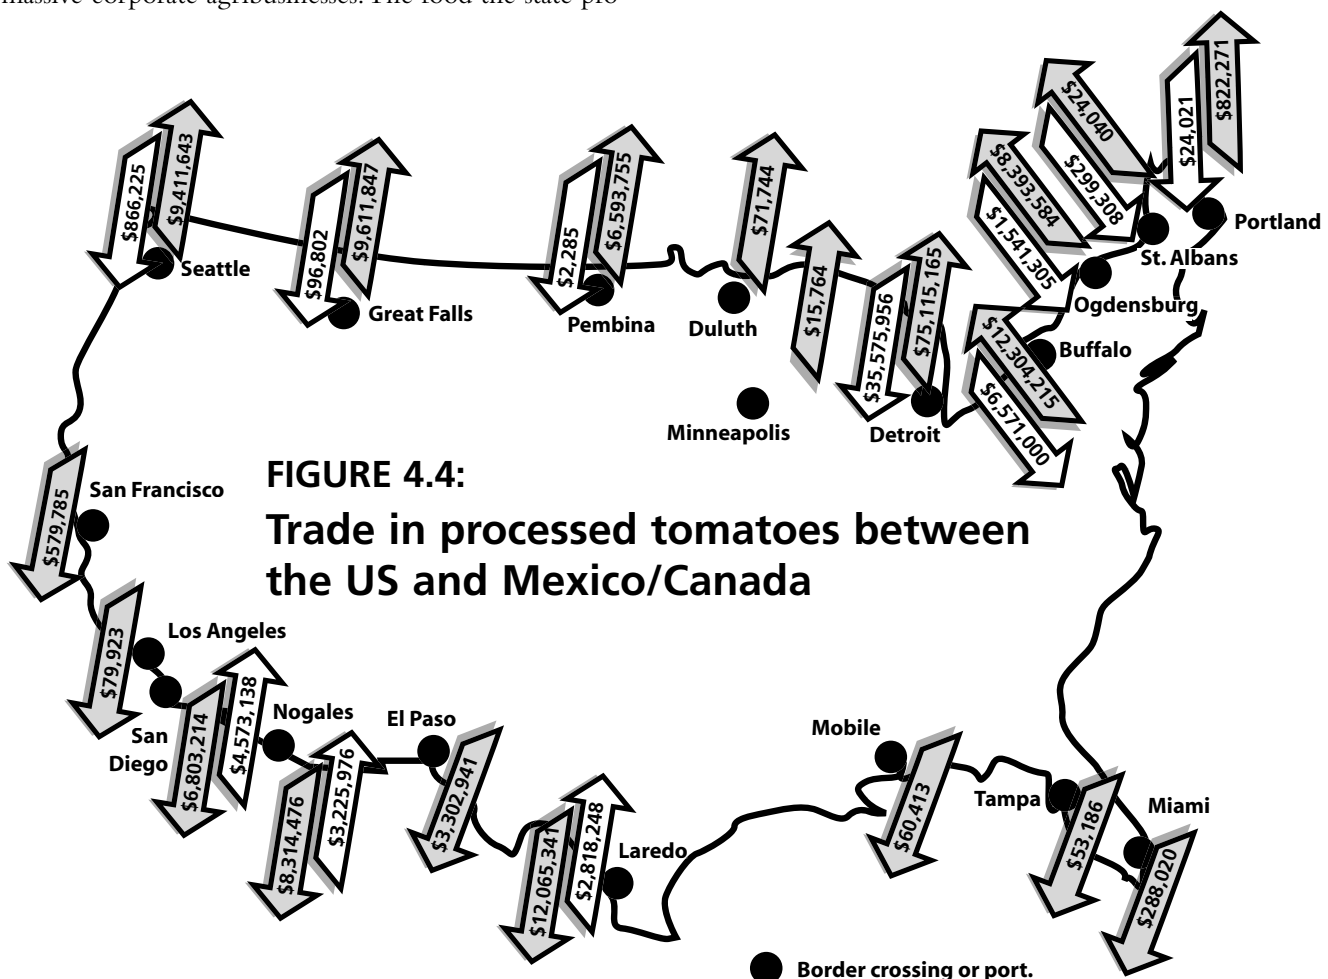 massive corporate agribusinesses. The food the state pro-
$822,271
$24,021
$24,040
$299,308
Portland
$866,225
$9,411,643
$96,802
$9,611,847
$2,285
$6,593,755
$71,744
$8,393,584
$1,541,305
St. Albans
Seattle
Great Falls
Pembina
Duluth
$15,764
$35,575,956
$75,115,165
Ogdensburg
$12,304,215
Buffalo
$6,571,000
Minneapolis
Detroit
FIGURE 4.4:
Trade in processed tomatoes between
the US and Mexico/Canada
San Francisco
$579,785
$79,923
Los Angeles
San
Diego
$6,803,214
$4,573,138
Nogales
$8,314,476
$3,225,976
El Paso
$3,302,941
$12,065,341
$2,818,248
Laredo
Mobile
$60,413
Tampa
$53,186
Miami
$288,020
Border crossing or port.